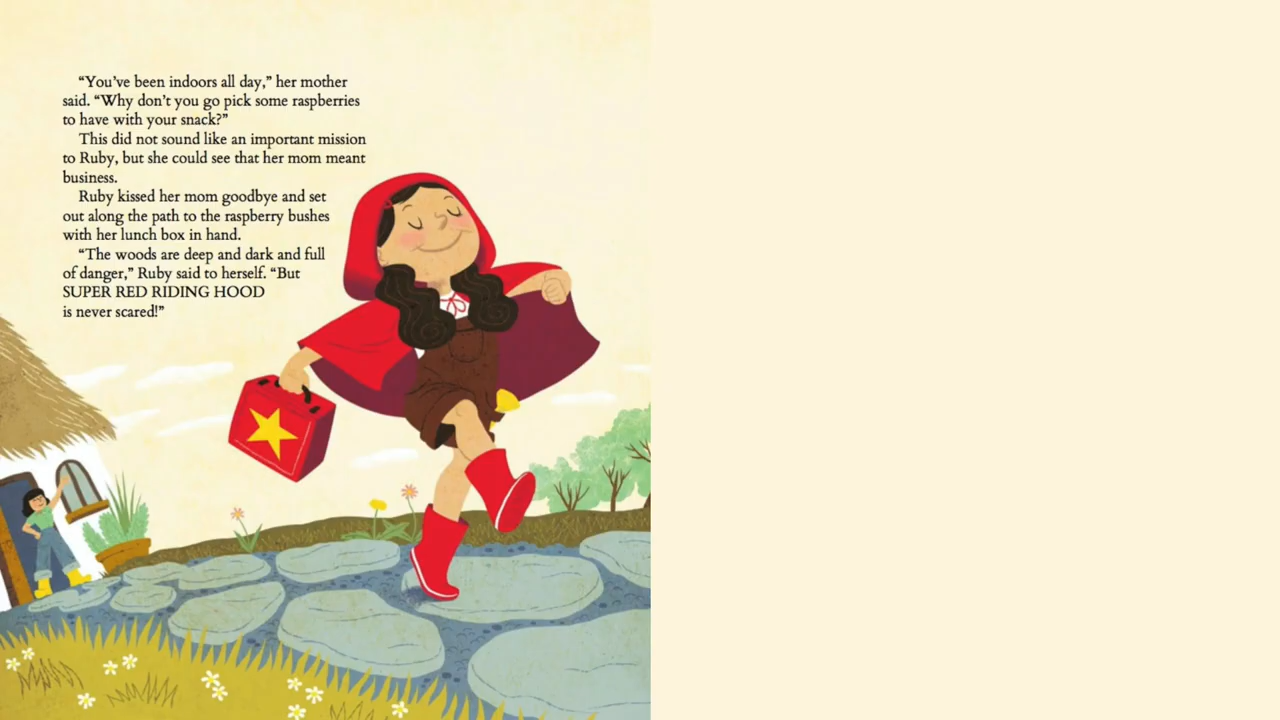 “You’ve been indoors all day,” her mother
said. “Why don’t you go pick some raspberries
to have with your snack?”
This did not sound like an important mission
to Ruby, but she could see that her mom meant
business.
Ruby kissed her mom goodbye and set
out along the path to the raspberry bushes
with her lunch box in hand.
“The woods are deep and dark and full
of danger,” Ruby said to herself. “But
SUPER RED RIDING HOOD
is never scared!”